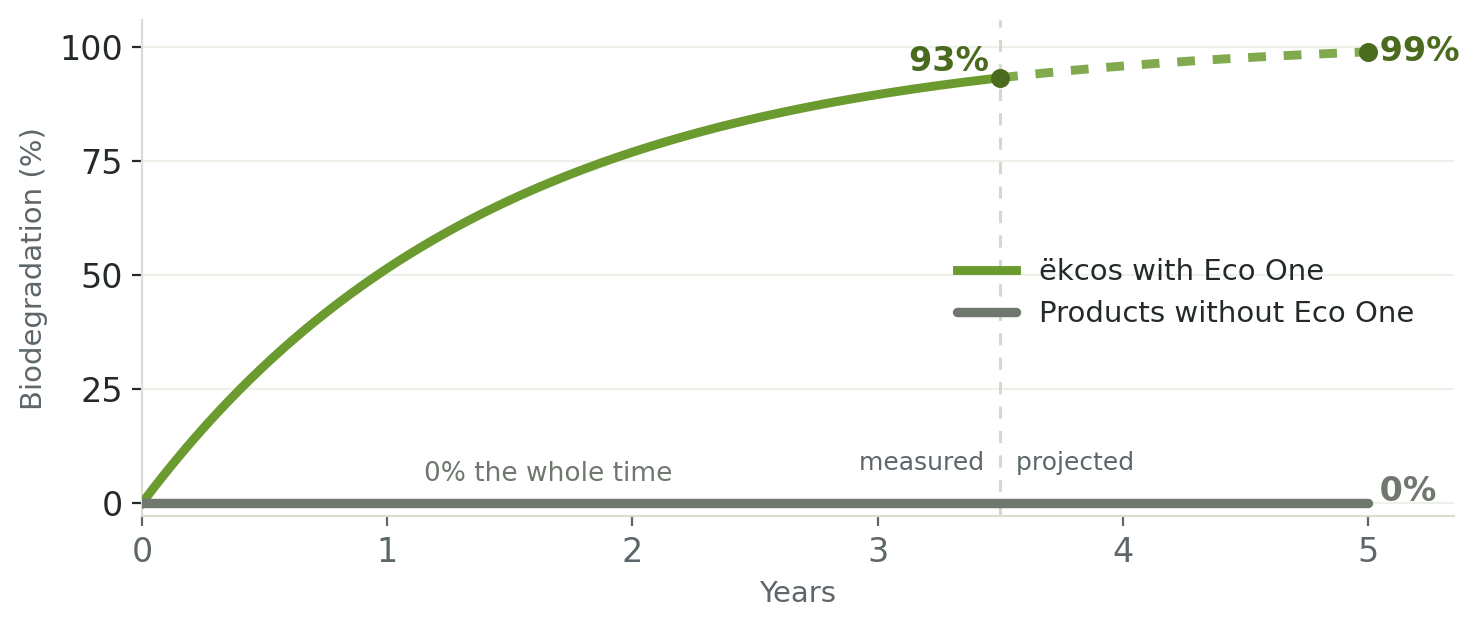 Biodegradation (%)
100
75
50
25
0
93%
99%
ëkcos with Eco One
Products without Eco One
0% the whole time
measured
projected
0%
0
1
2
3
4
5
Years